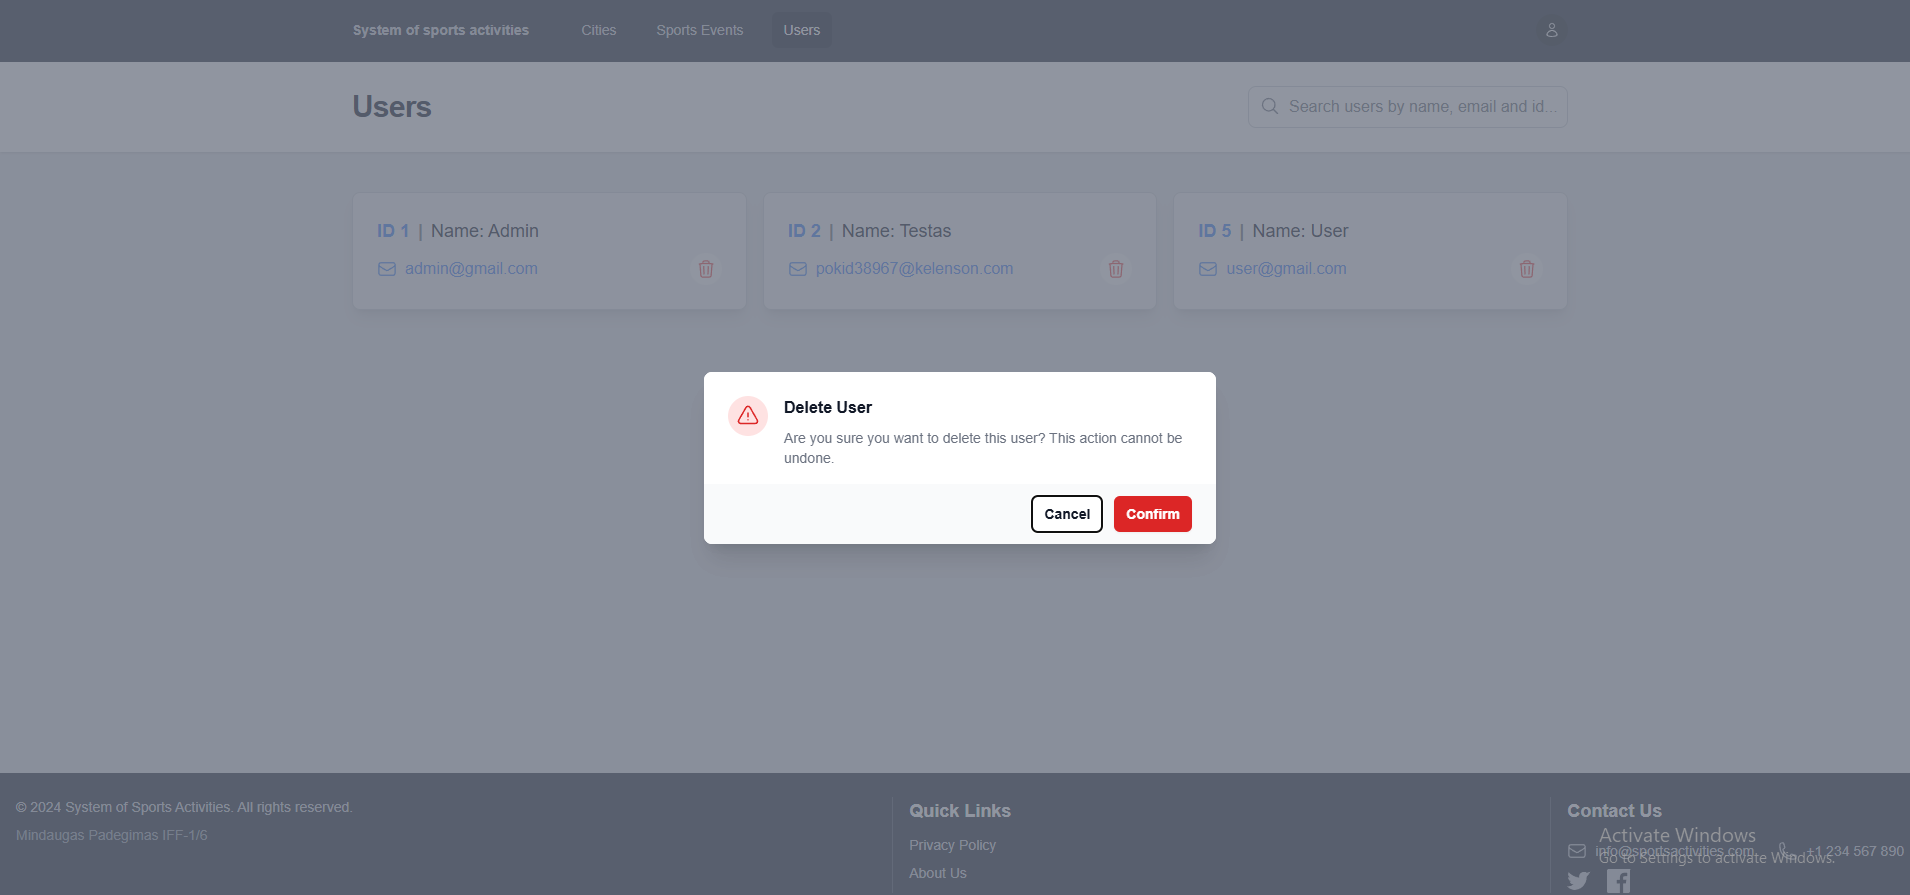 System of sports activities Cities Sports Events Users
Users
Search users by name, email and id...
ID 1 | Name: Admin
admin@gmail.com
ID 2 | Name: Testas
pokid38967@kelenson.com
ID 5 | Name: User
user@gmail.com
Delete User
Are you sure you want to delete this user? This action cannot be
undone.
Cancel Confirm
© 2024 System of Sports Activities. All rights reserved.
Mindaugas Padegimas IFF-1/6
Quick Links
Privacy Policy
About Us
Contact Us
info@sportsactivities.com +1 234 567 890
Activate Windows
Go to Settings to activate Windows.